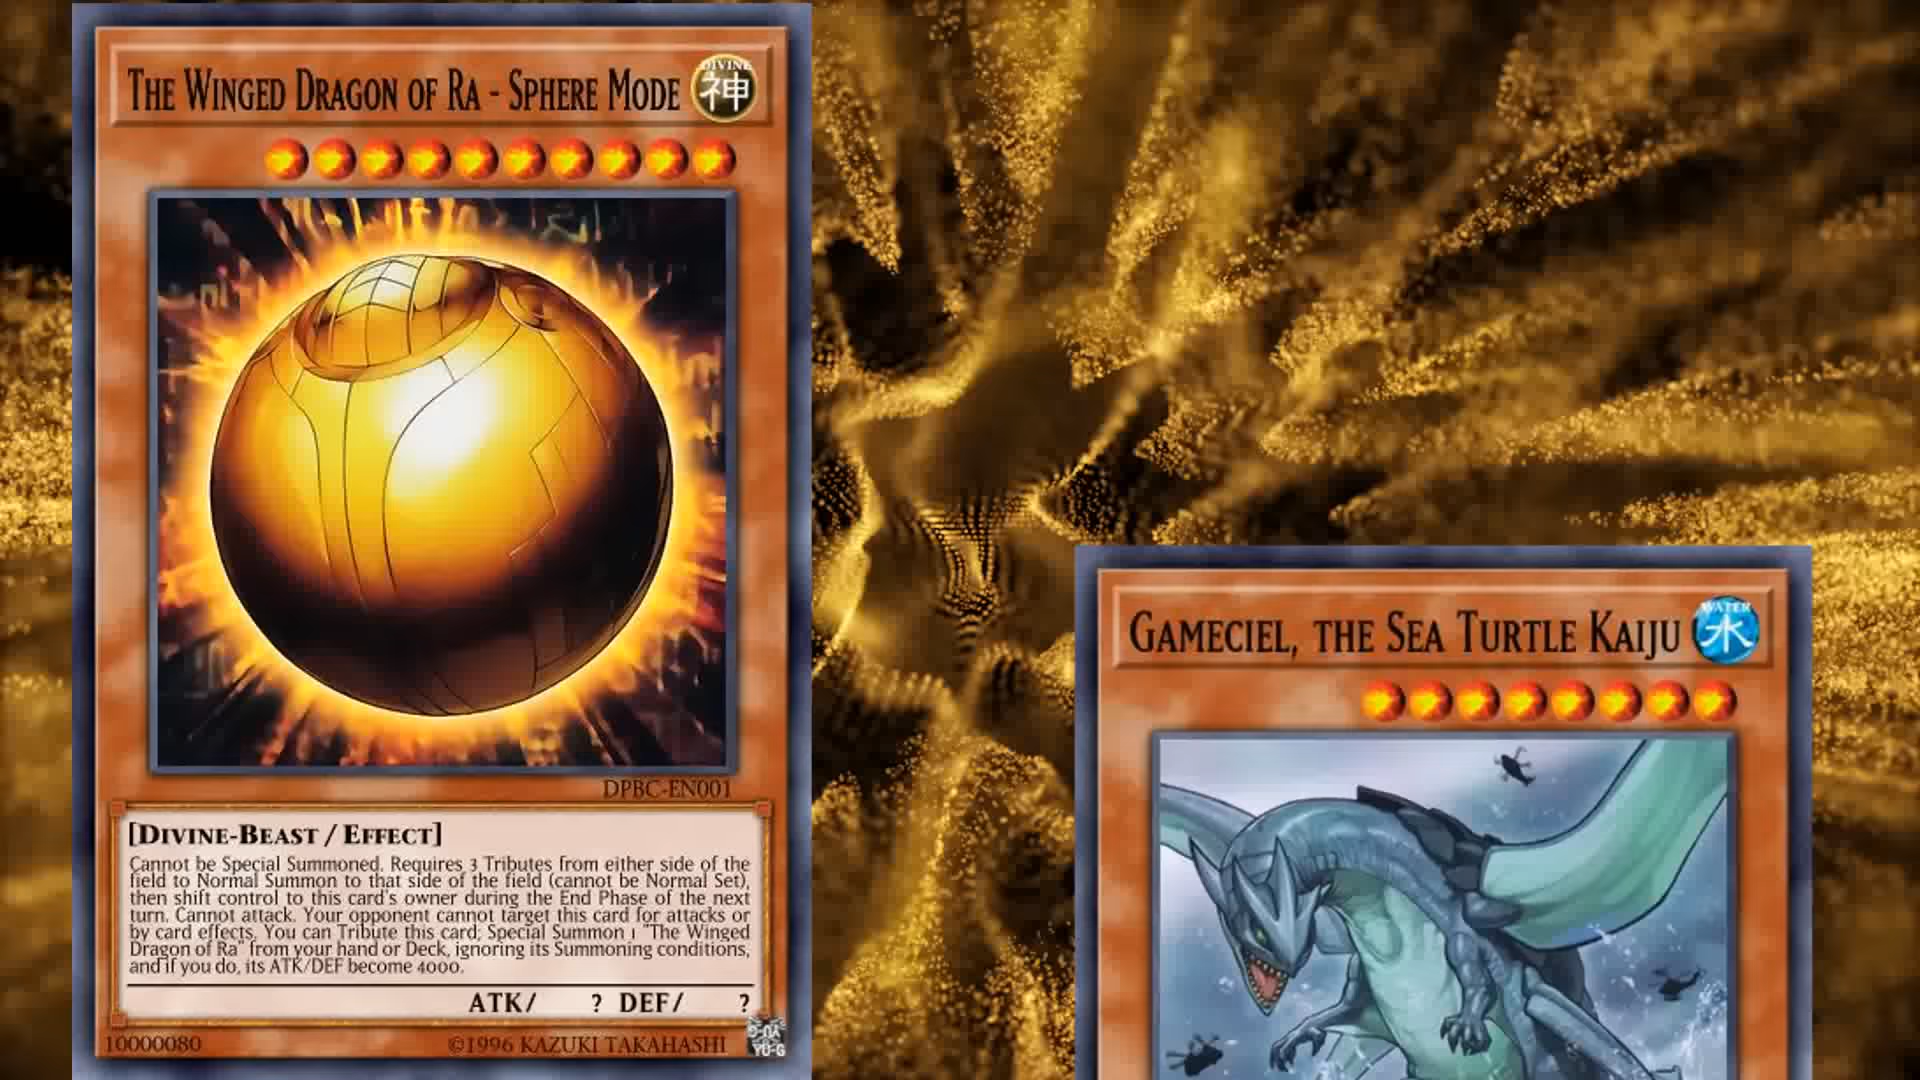 THE WINGED DRAGON OF RA - SPHERE MODE
DIVINE
神
DPBC-EN001
[DIVINE-BEAST / EFFECT]
Cannot be Special Summoned. Requires 3 Tributes from either side of the
field to Normal Summon to that side of the field (cannot be Normal Set),
then shift control to this card's owner during the End Phase of the next
turn. Cannot attack. Your opponent cannot target this card for attacks or
by card effects. You can Tribute this card; Special Summon 1 "The Winged
Dragon of Ra" from your hand or Deck, ignoring its Summoning conditions,
and if you do, its ATK/DEF become 4000.
ATK/ ? DEF/ ?
10000080 ©1996 KAZUKI TAKAHASHI
GAMECIEL, THE SEA TURTLE KAIJU
WATER
水